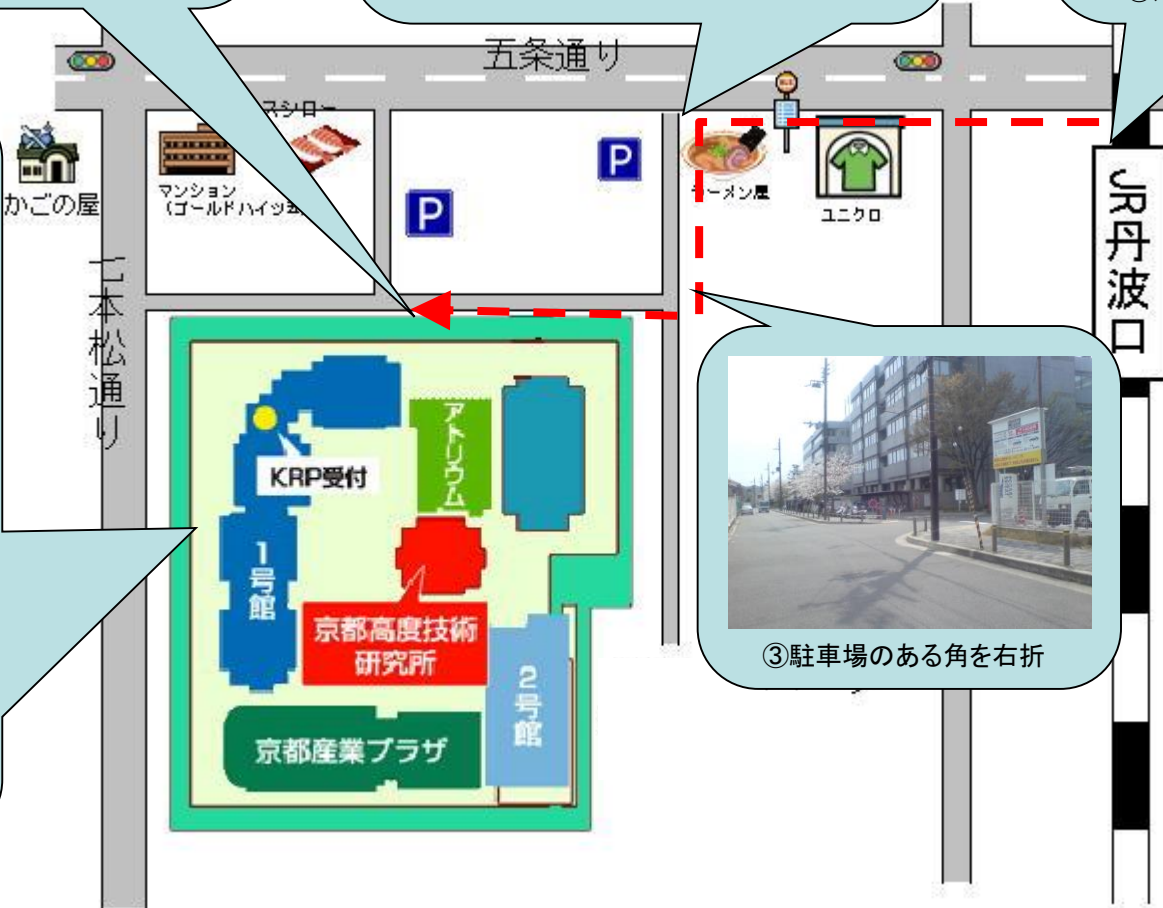 五条通り
スシロー
P
P
かごの屋
マンション
(ゴールドハイツ五
ラーメン屋
ユニクロ
JR丹波口
七本松通り
アトリウム
KRP受付
1号館
京都高度技術
研究所
2号館
京都産業プラザ
③駐車場のある角を右折